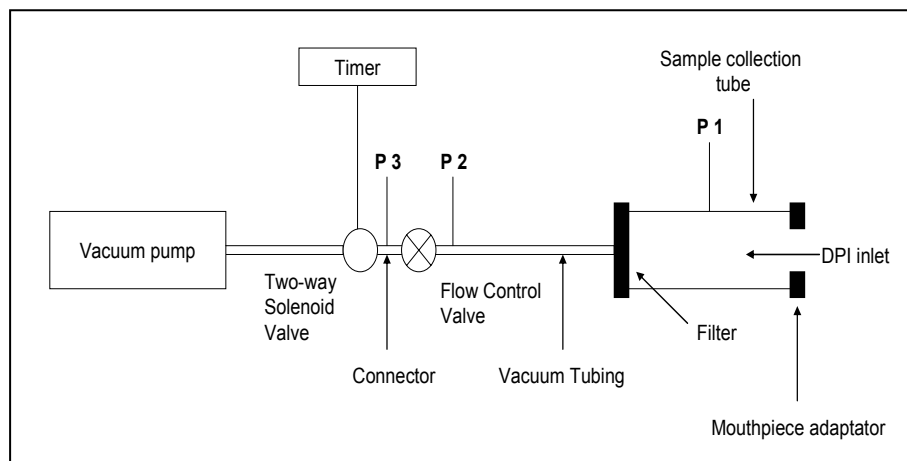 Timer
Sample collection
tube
P 1
P 3
P 2
Vacuum pump
DPI inlet
Two-way
Solenoid
Valve
Flow Control
Valve
Filter
Connector
Vacuum Tubing
Mouthpiece adaptator